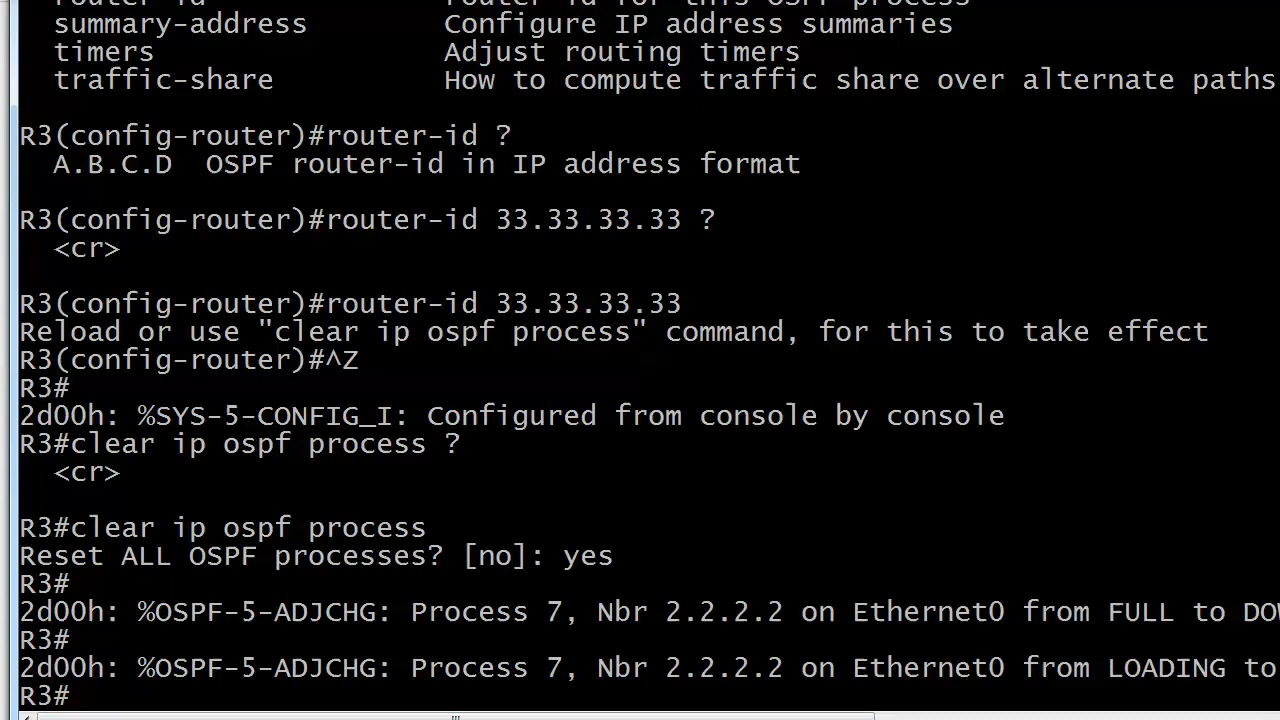 summary-address Configure IP address summaries
timers Adjust routing timers
traffic-share How to compute traffic share over alternate paths
R3(config-router)#router-id ?
A.B.C.D OSPF router-id in IP address format
R3(config-router)#router-id 33.33.33.33 ?
<cr>
R3(config-router)#router-id 33.33.33.33
Reload or use "clear ip ospf process" command, for this to take effect
R3(config-router)#^Z
R3#
2d00h: %SYS-5-CONFIG_I: Configured from console by console
R3#clear ip ospf process ?
<cr>
R3#clear ip ospf process
Reset ALL OSPF processes? [no]: yes
R3#
2d00h: %OSPF-5-ADJCHG: Process 7, Nbr 2.2.2.2 on Ethernet0 from FULL to
R3#
2d00h: %OSPF-5-ADJCHG: Process 7, Nbr 2.2.2.2 on Ethernet0 from LOADING to
R3#